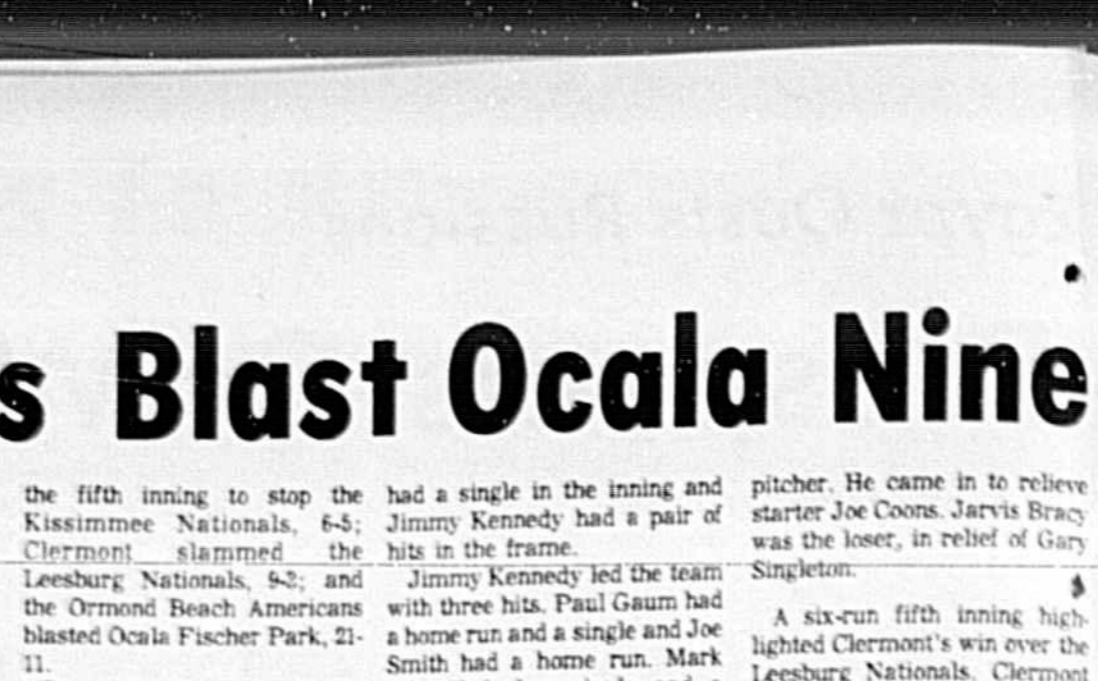 s Blast Ocala Nine
the fifth inning to stop the
Kissimmee Nationals, 6-5;
Clermont slammed the
Leesburg Nationals, 9-2; and
the Ormond Beach Americans
blasted Ocala Fischer Park, 21-
11.
had a single in the inning and
Jimmy Kennedy had a pair of
hits in the frame.
Jimmy Kennedy led the team
with three hits. Paul Gaum had
a home run and a single and Joe
Smith had a home run. Mark
pitcher. He came in to relieve
starter Joe Coons. Jarvis Bracy
was the loser, in relief of Gary
Singleton.
A six-run fifth inning high-
lighted Clermont's win over the
Leesburg Nationals. Clermont